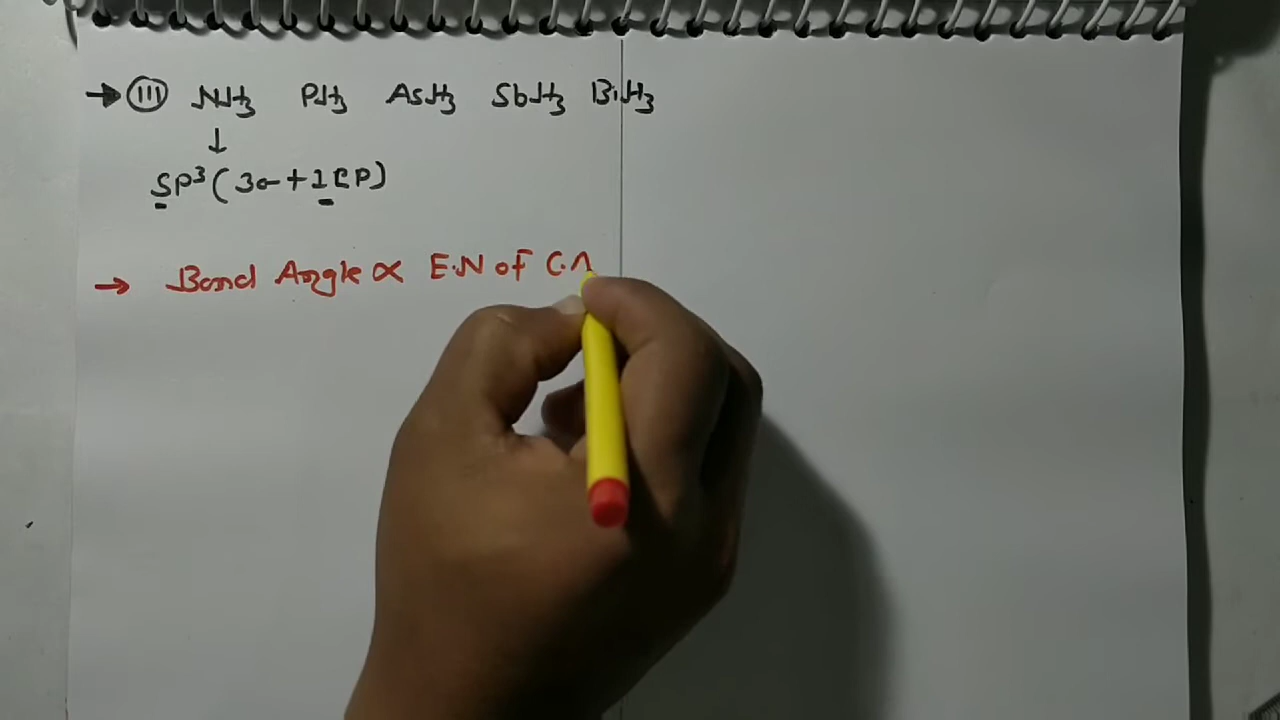 → III NH3 PH3 AsH3 SbH3 BiH3
↓
SP³ (3σ + 1LP)
→ Bond Angle ∝ E.N of C.A